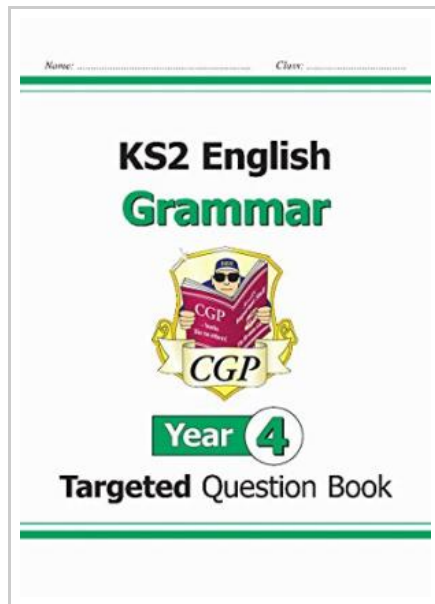 Name: ................................ Class: ................................
KS2 English
Grammar
CGP
CGP
Year 4
Targeted Question Book